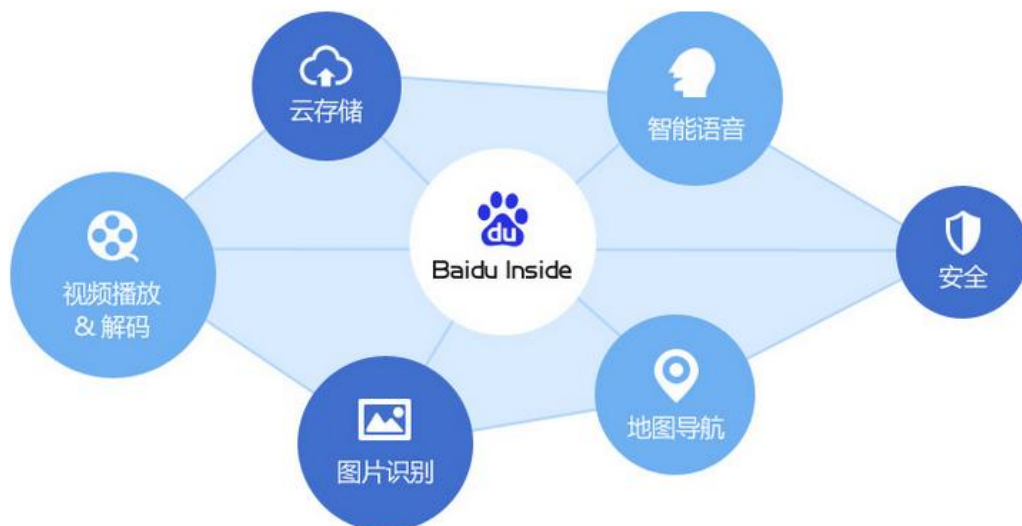 云存储
智能语音
du
Baidu Inside
安全
视频播放
& 解码
地图导航
图片识别